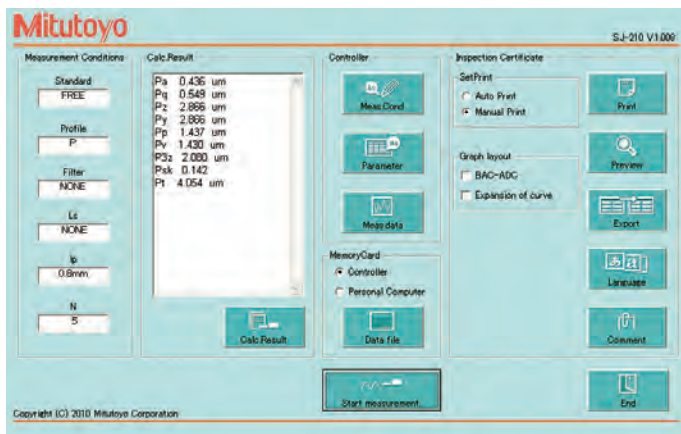 Mitutoyo
SJ-210 V1.009
Measurement Conditions
Standard
FREE
Profile
P
Filter
NONE
Lc
NONE
lp
0.8mm
N
5
Calc.Result
Pa 0.436 um
Pq 0.549 um
Pz 2.866 um
Py 2.866 um
Pp 1.437 um
Pv 1.430 um
P3z 2.080 um
Psk 0.142
Pt 4.054 um
Calc.Result
Controller
Meas.Cond
Parameter
Meas.data
MemoryCard
Controller
Personal Computer
Data file
Start measurement.
Inspection Certificate
SetPrint
Auto Print
Manual Print
Graph layout
BAC-ADC
Expansion of curve
Print
Preview
Export
あ a
Language
Comment
End
Copyright (C) 2010 Mitutoyo Corporation